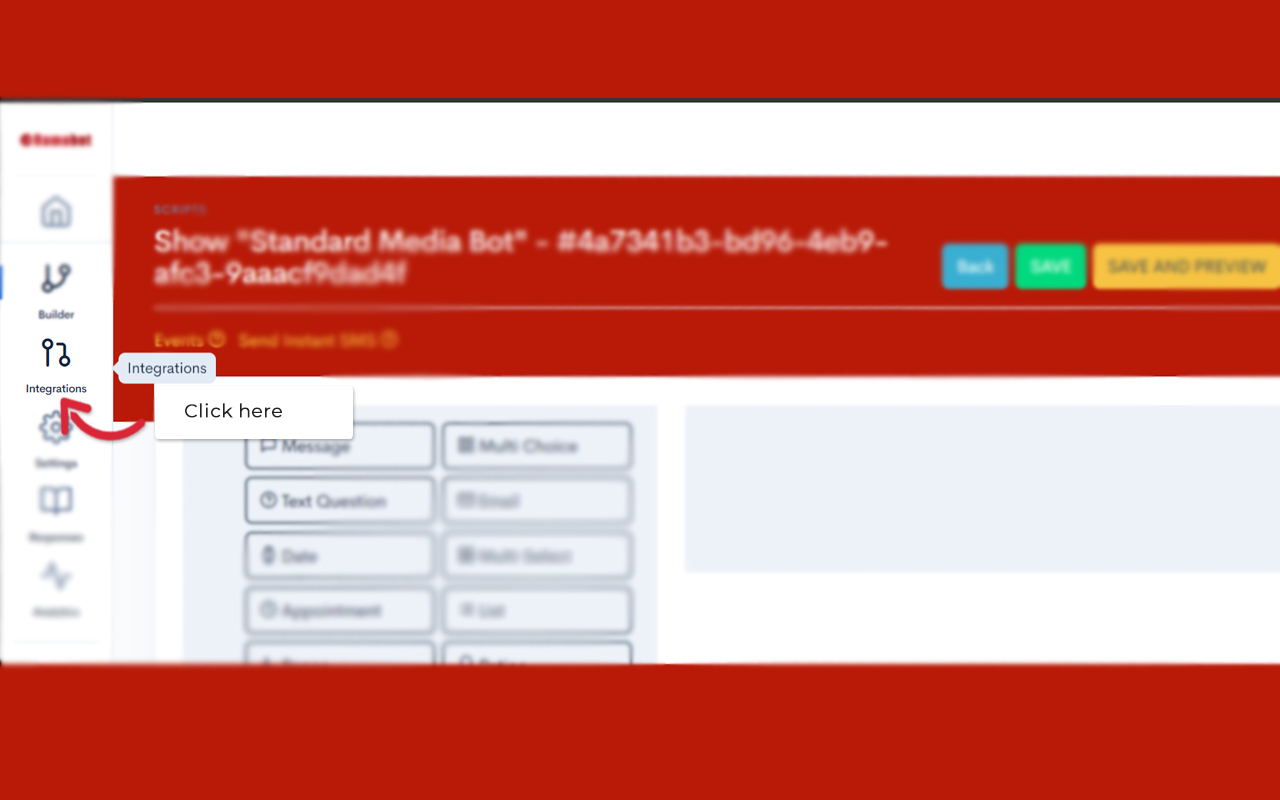 SCRIPTS
Show "Standard Media Bot" - #4a7341b3-bd96-4eb9-
afc3-9aaacf9dad4f
Back
SAVE
SAVE AND PREVIEW
Builder
Events
Send Instant SMS
Integrations
Integrations
Click here
Settings
Responses
Analytics
Message
Multi Choice
Text Question
Email
Date
Multi Select
Appointment
List